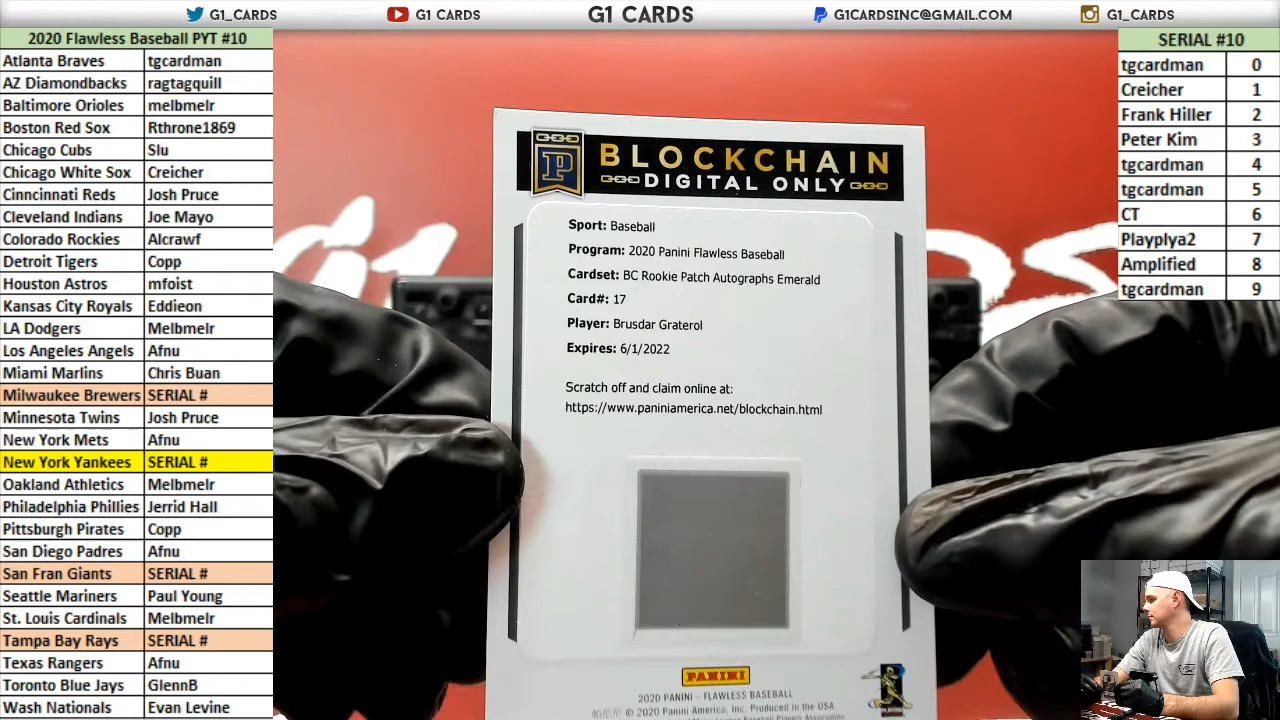 G1_CARDS
G1 CARDS
G1 CARDS
G1CARDSINC@GMAIL.COM
G1_CARDS
2020 Flawless Baseball PYT #10
Atlanta Braves tgcardman
AZ Diamondbacks ragtagquill
Baltimore Orioles melbmelr
Boston Red Sox Rthrone1869
Chicago Cubs Slu
Chicago White Sox Creicher
Cinncinnati Reds Josh Pruce
Cleveland Indians Joe Mayo
Colorado Rockies Alcrawf
Detroit Tigers Copp
Houston Astros mfoist
Kansas City Royals Eddieon
LA Dodgers Melbmelr
Los Angeles Angels Afnu
Miami Marlins Chris Buan
Milwaukee Brewers SERIAL #
Minnesota Twins Josh Pruce
New York Mets Afnu
New York Yankees SERIAL #
Oakland Athletics Melbmelr
Philadelphia Phillies Jerrid Hall
Pittsburgh Pirates Copp
San Diego Padres Afnu
San Fran Giants SERIAL #
Seattle Mariners Paul Young
St. Louis Cardinals Melbmelr
Tampa Bay Rays SERIAL #
Texas Rangers Afnu
Toronto Blue Jays GlennB
Wash Nationals Evan Levine
P
BLOCKCHAIN
DIGITAL ONLY
Sport: Baseball
Program: 2020 Panini Flawless Baseball
Cardset: BC Rookie Patch Autographs Emerald
Card#: 17
Player: Brusdar Graterol
Expires: 6/1/2022
Scratch off and claim online at:
https://www.paniniamerica.net/blockchain.html
PANINI
2020 PANINI – FLAWLESS BASEBALL
© 2020 Panini America, Inc. Produced in the USA
SERIAL #10
tgcardman 0
Creicher 1
Frank Hiller 2
Peter Kim 3
tgcardman 4
tgcardman 5
CT 6
Playplya2 7
Amplified 8
tgcardman 9